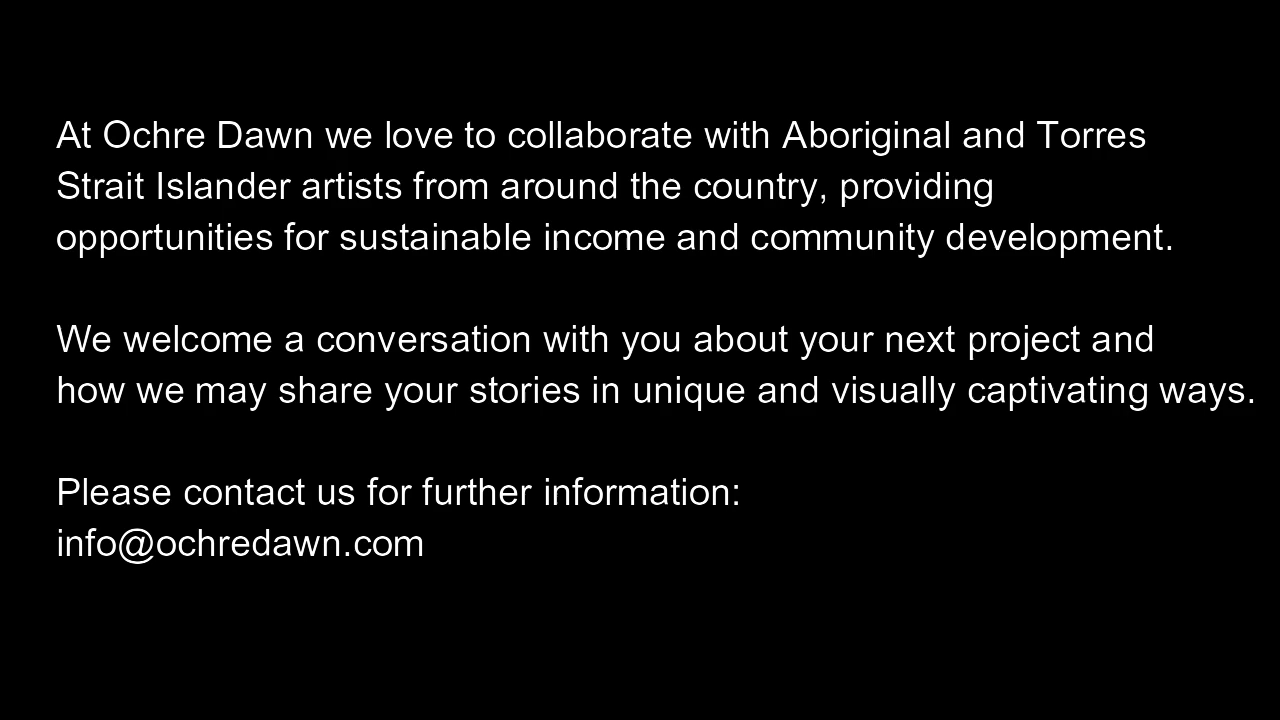 At Ochre Dawn we love to collaborate with Aboriginal and Torres
Strait Islander artists from around the country, providing
opportunities for sustainable income and community development.
We welcome a conversation with you about your next project and
how we may share your stories in unique and visually captivating ways.
Please contact us for further information:
info@ochredawn.com